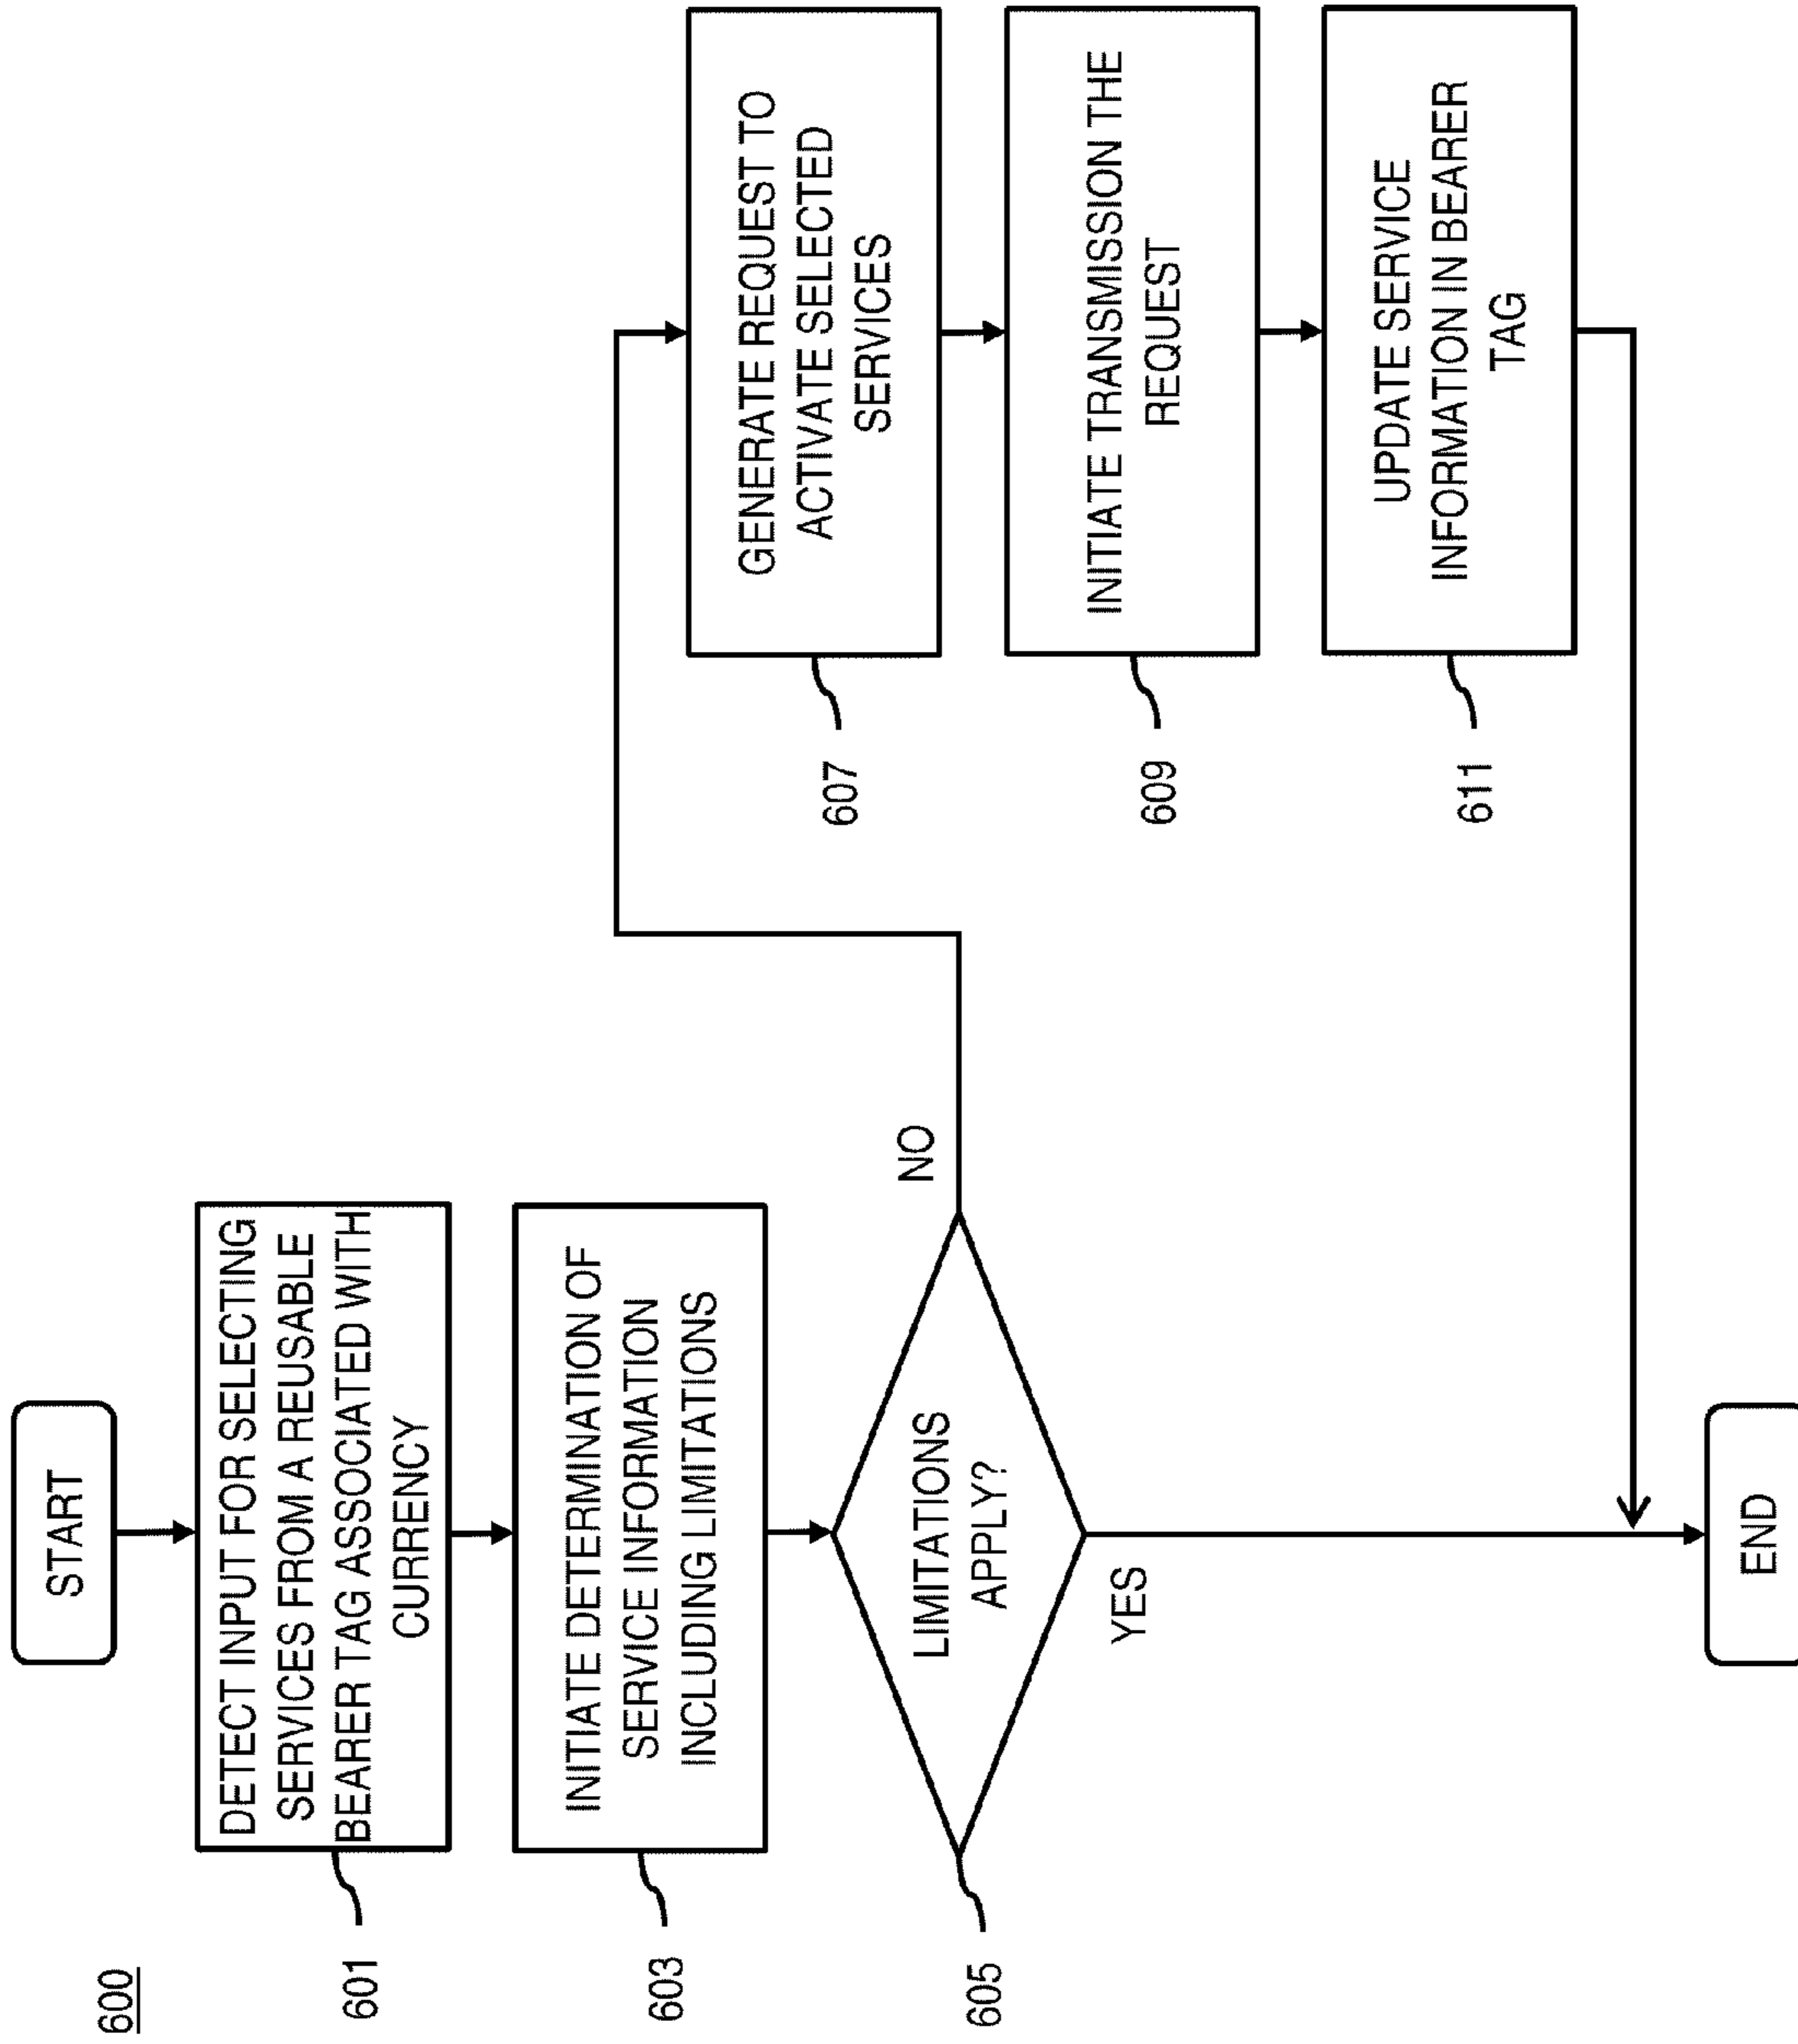 600
START
DETECT INPUT FOR SELECTING
SERVICES FROM A REUSABLE
BEARER TAG ASSOCIATED WITH
CURRENCY
601
INITIATE DETERMINATION OF
SERVICE INFORMATION
INCLUDING LIMITATIONS
603
LIMITATIONS
APPLY?
605
NO
YES
GENERATE REQUEST TO
ACTIVATE SELECTED
SERVICES
607
INITIATE TRANSMISSION THE
REQUEST
609
UPDATE SERVICE
INFORMATION IN BEARER
TAG
611
END